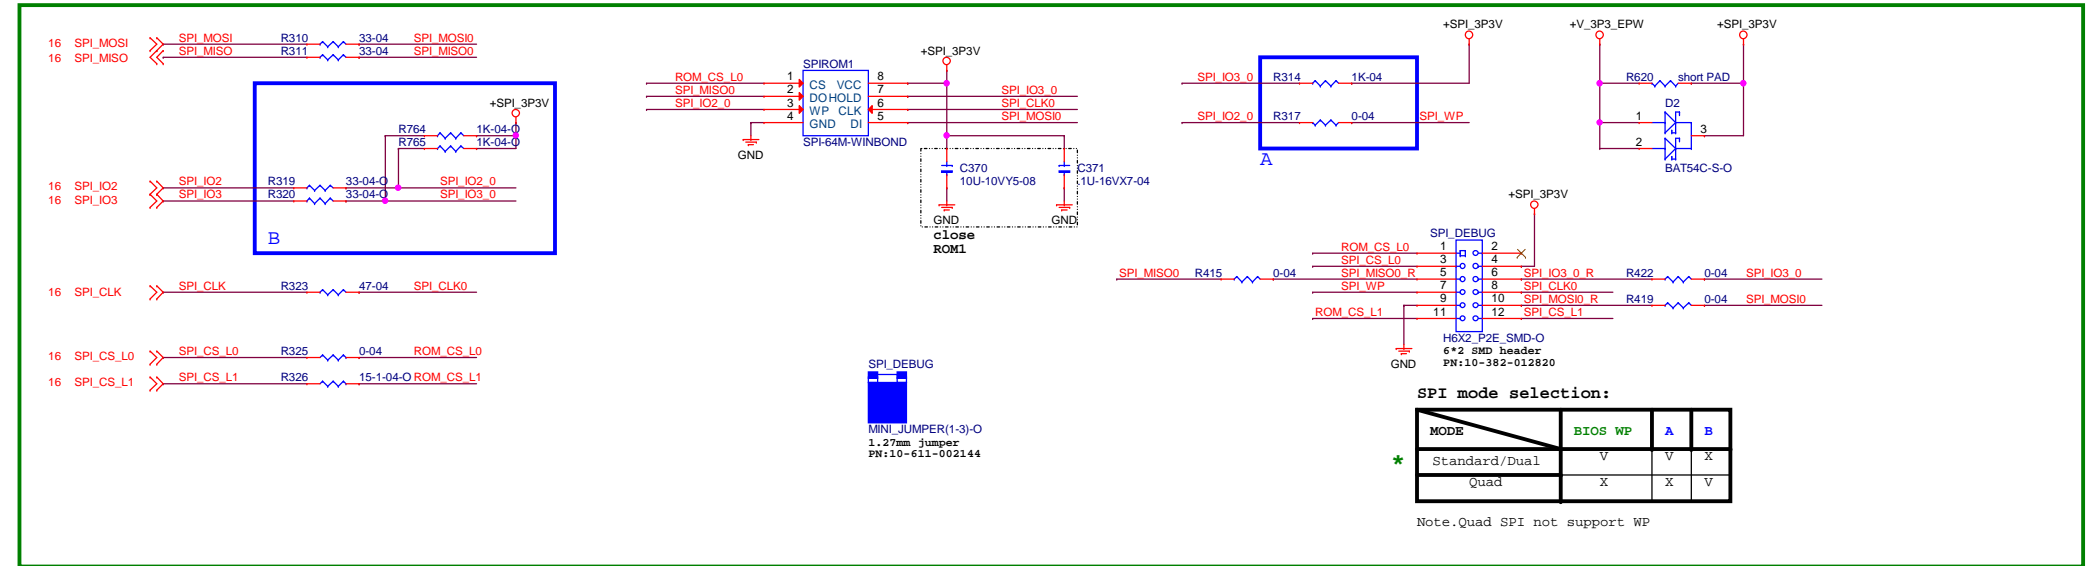 16 SPI_MOSI SPI_MOSI R310 33-04 SPI_MOSI0
16 SPI_MISO SPI_MISO R311 33-04 SPI_MISO0
+SPI_3P3V
R764 1K-04-O
R765 1K-04-O
16 SPI_IO2 SPI_IO2 R319 33-04-O SPI_IO2_0
16 SPI_IO3 SPI_IO3 R320 33-04-O SPI_IO3_0
B
16 SPI_CLK SPI_CLK R323 47-04 SPI_CLK0
16 SPI_CS_L0 SPI_CS_L0 R325 0-04 ROM_CS_L0
16 SPI_CS_L1 SPI_CS_L1 R326 15-1-04-O ROM_CS_L1
+SPI_3P3V
SPIROM1
ROM_CS_L0 1 CS VCC 8
SPI_MISO0 2 DO HOLD 7 SPI_IO3_0
SPI_IO2_0 3 WP CLK 6 SPI_CLK0
4 GND DI 5 SPI_MOSI0
SPI-64M-WINBOND
GND
C370
10U-10VY5-08
C371
.1U-16VX7-04
GND GND
close
ROM1
SPI_DEBUG
MINI_JUMPER(1-3)-O
1.27mm jumper
PN:10-611-002144
+SPI_3P3V
SPI_IO3_0 R314 1K-04
SPI_IO2_0 R317 0-04 SPI_WP
A
+V_3P3_EPW +SPI_3P3V
R620 short PAD
D2
1
3
2
BAT54C-S-O
+SPI_3P3V
SPI_DEBUG
ROM_CS_L0 1 2
SPI_CS_L0 3 4
SPI_MISO0 R415 0-04 SPI_MISO0_R 5 6 SPI_IO3_0_R R422 0-04 SPI_IO3_0
SPI_WP 7 8 SPI_CLK0
9 10 SPI_MOSI0_R R419 0-04 SPI_MOSI0
ROM_CS_L1 11 12 SPI_CS_L1
H6X2_P2E_SMD-O
6*2 SMD header
PN:10-382-012820
GND
SPI mode selection:
MODE BIOS WP A B
* Standard/Dual V V X
Quad X X V
Note.Quad SPI not support WP